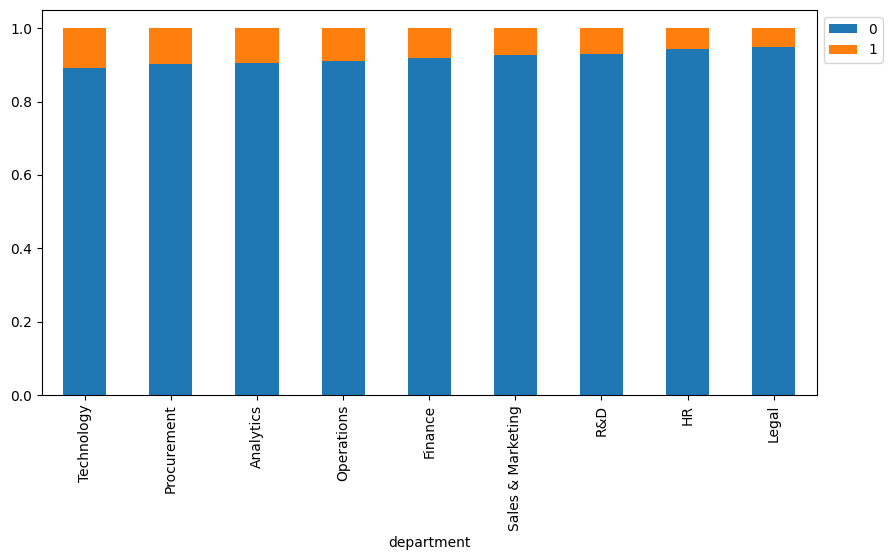 1.0
0.8
0.6
0.4
0.2
0.0
0
1
Technology
Procurement
Analytics
Operations
Finance
Sales & Marketing
R&D
HR
Legal
department